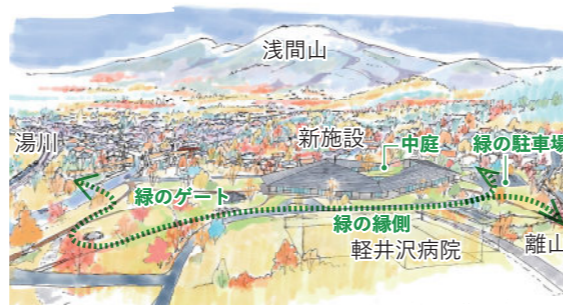 浅間山
湯川
新施設
中庭
緑の駐車場
緑のゲート
緑の縁側
軽井沢病院
離山